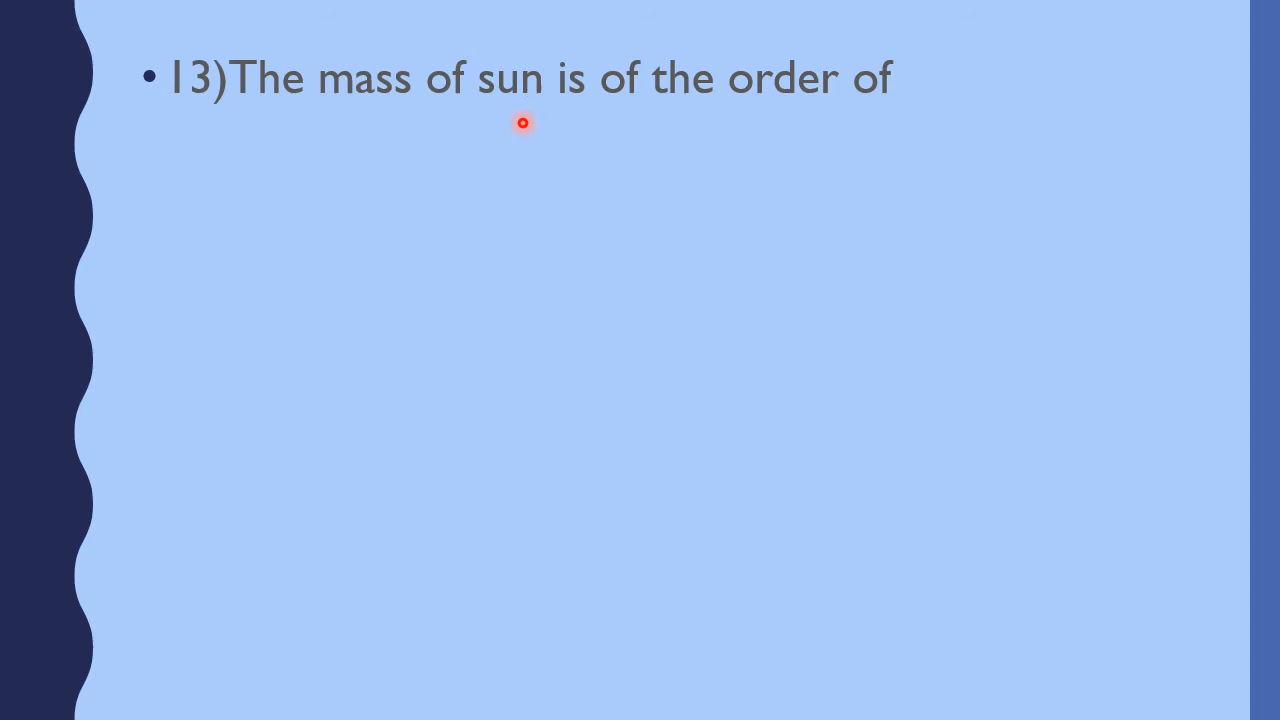 • 13)The mass of sun is of the order of